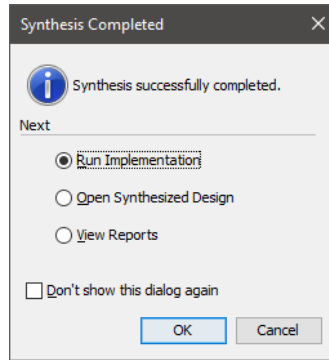 Synthesis Completed
Synthesis successfully completed.
Next
Run Implementation
Open Synthesized Design
View Reports
Don't show this dialog again
OK
Cancel